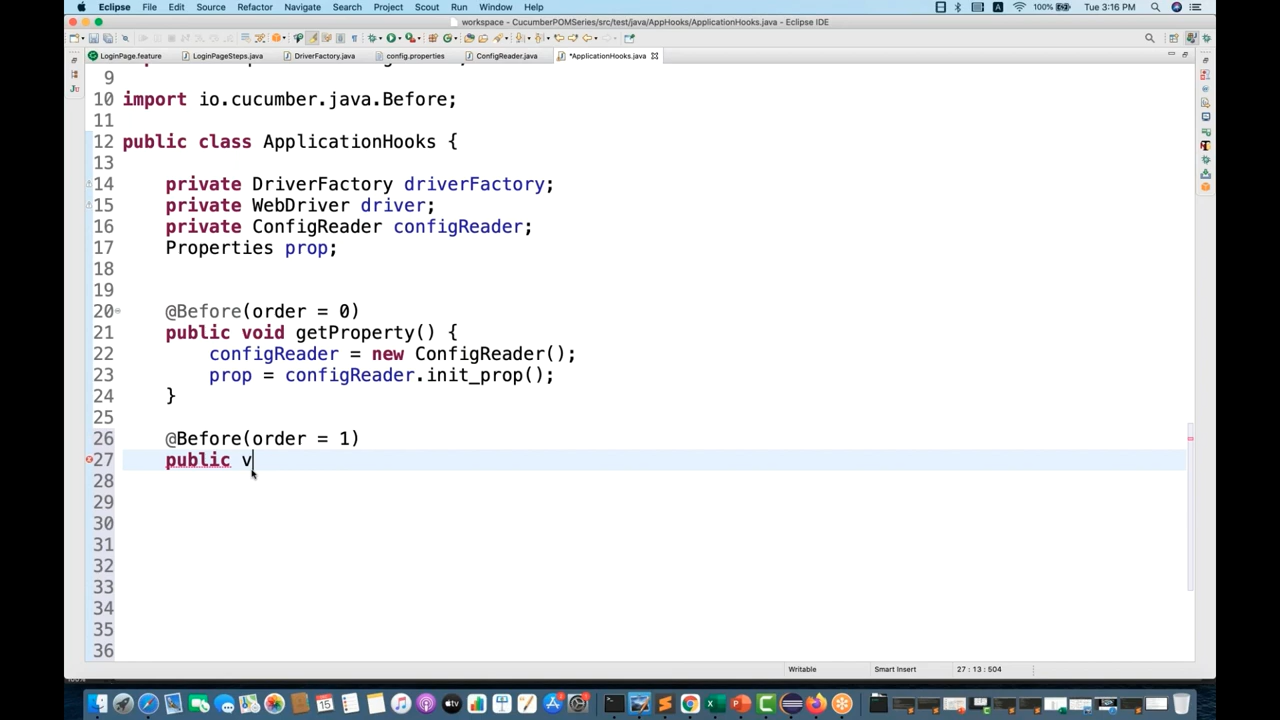 Eclipse File Edit Source Refactor Navigate Search Project Scout Run Window Help 100% Tue 3:16 PM
workspace - CucumberPOMSeries/src/test/java/AppHooks/ApplicationHooks.java - Eclipse IDE
LoginPage.feature LoginPageSteps.java DriverFactory.java config.properties ConfigReader.java *ApplicationHooks.java
9
10 import io.cucumber.java.Before;
11
12 public class ApplicationHooks {
13
14 private DriverFactory driverFactory;
15 private WebDriver driver;
16 private ConfigReader configReader;
17 Properties prop;
18
19
20 @Before(order = 0)
21 public void getProperty() {
22 configReader = new ConfigReader();
23 prop = configReader.init_prop();
24 }
25
26 @Before(order = 1)
27 public v
28
29
30
31
32
33
34
35
36
Writable Smart Insert 27 : 13 : 504